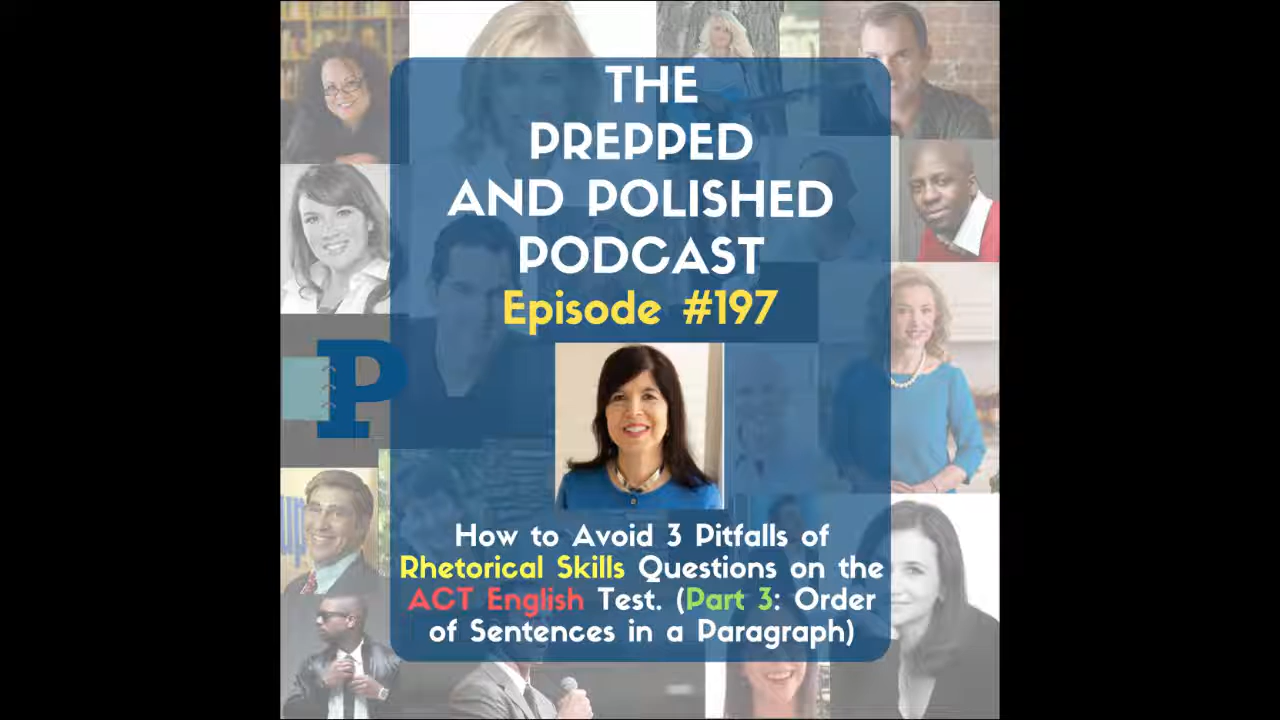 THE
PREPPED
AND POLISHED
PODCAST
Episode #197
P
How to Avoid 3 Pitfalls of
Rhetorical Skills Questions on the
ACT English Test. (Part 3: Order
of Sentences in a Paragraph)